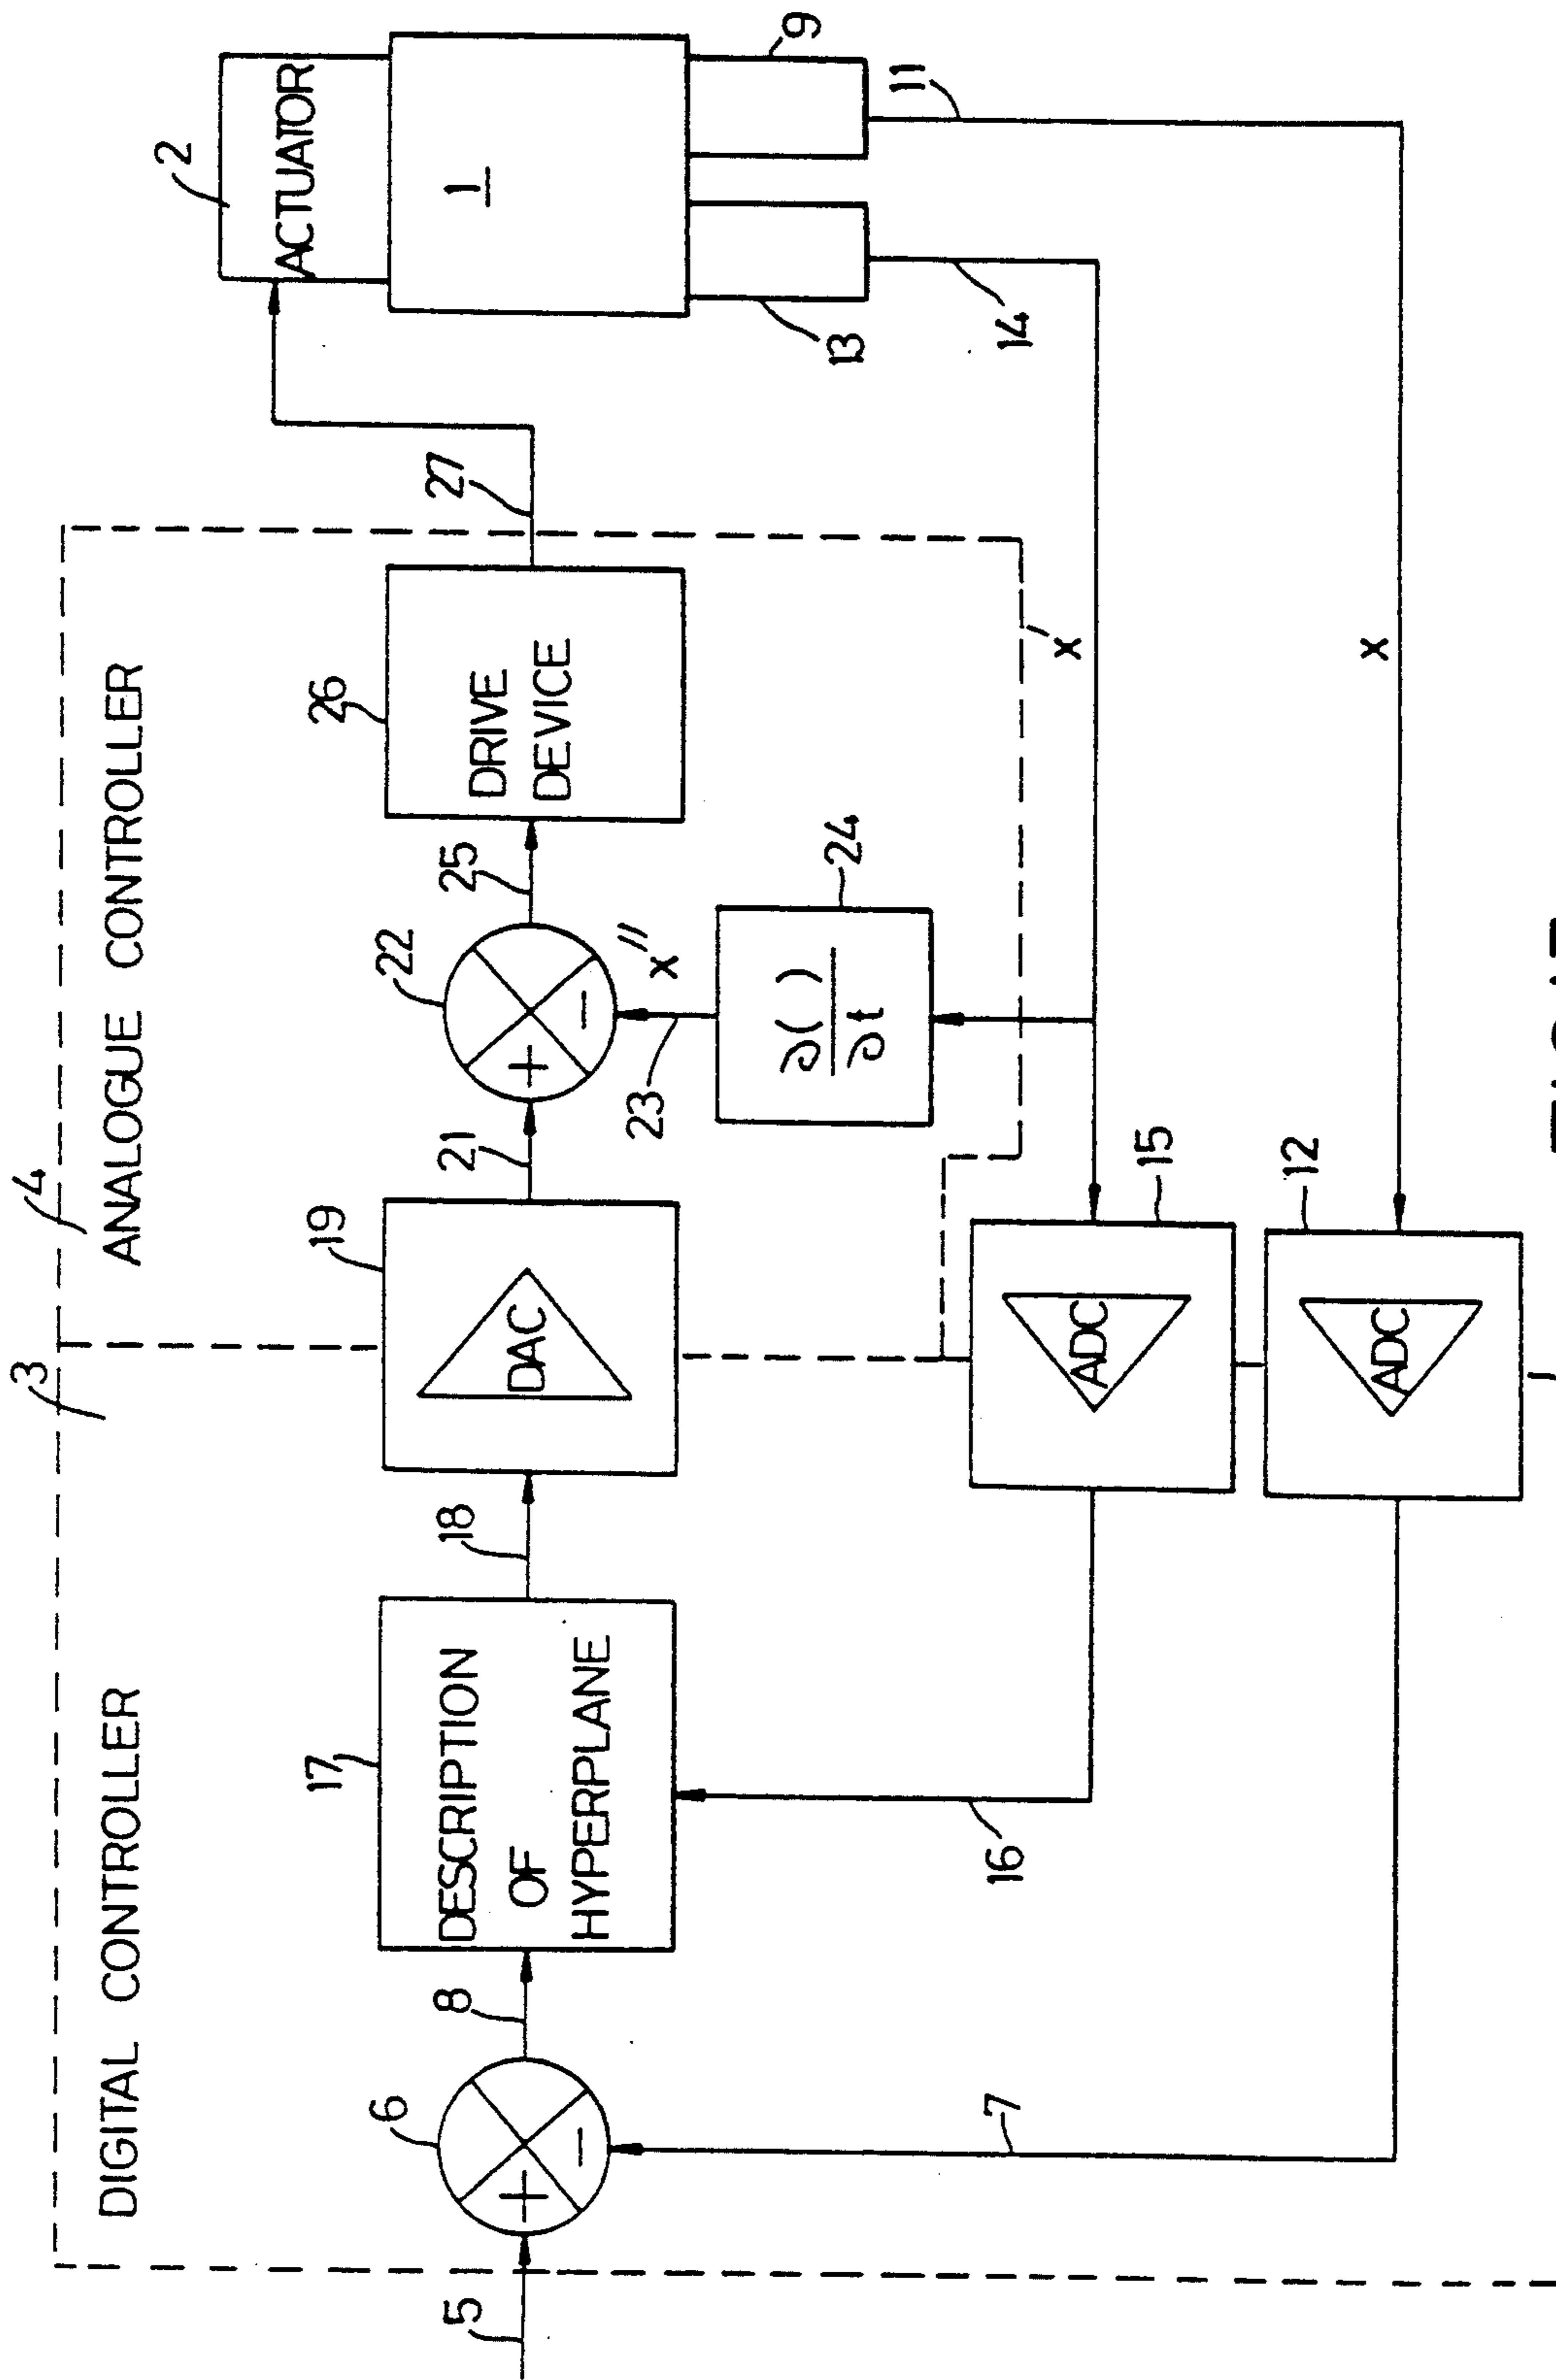 3
4
DIGITAL CONTROLLER
ANALOGUE CONTROLLER
2
ACTUATOR
5
6
+
−
8
17
DESCRIPTION
OF
HYPERPLANE
18
19
DAC
21
22
+
−
25
26
DRIVE
DEVICE
27
1
23
x′′
24
∂( )
∂t
13
9
7
16
15
ADC
x′
14
11
12
ADC
x